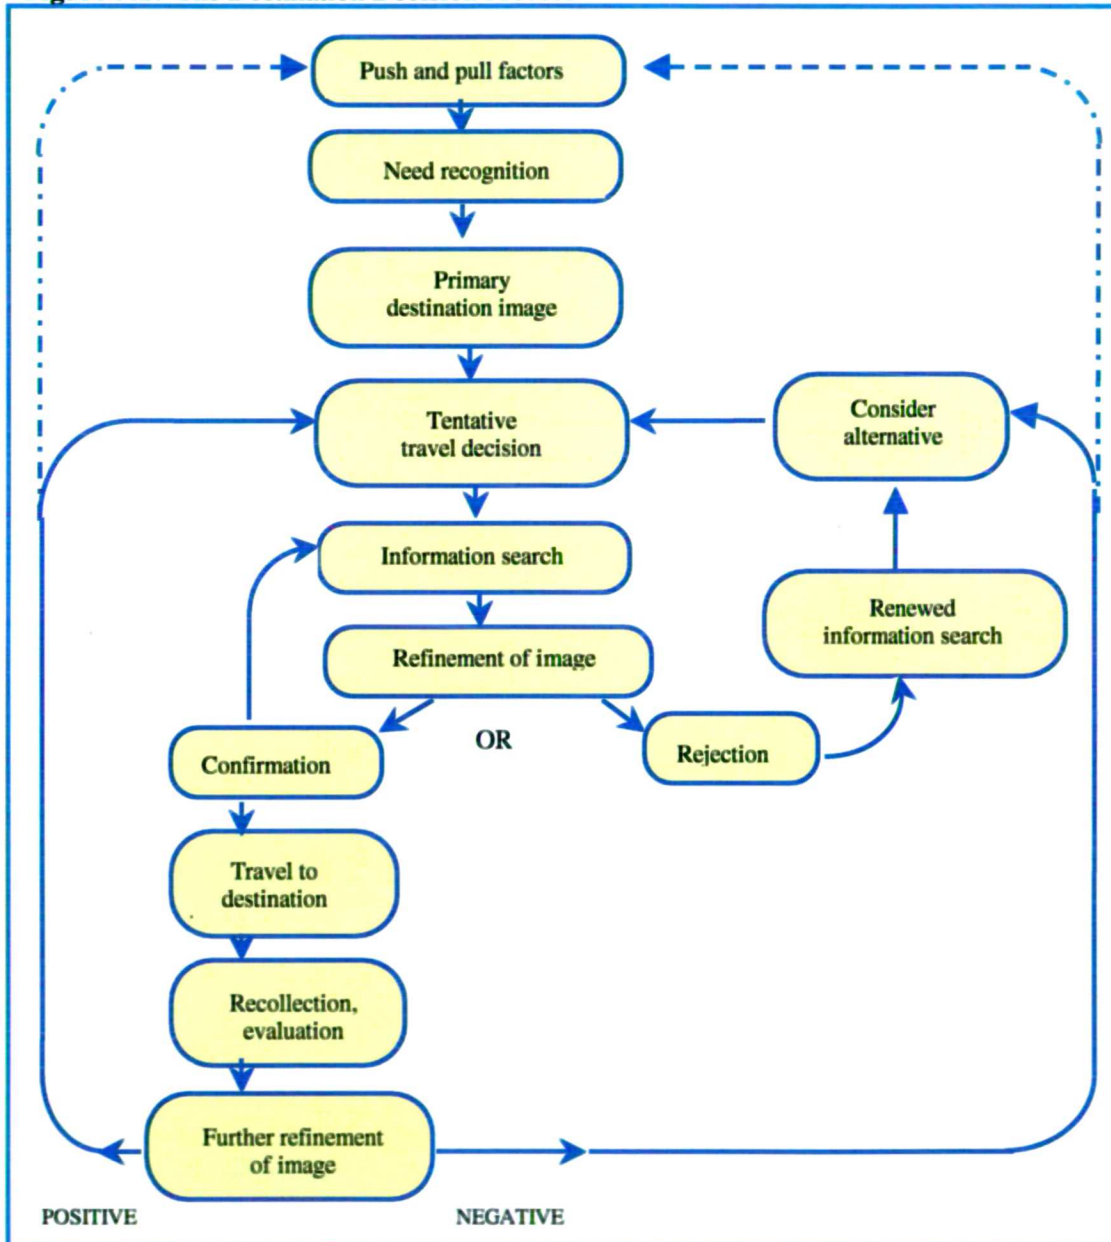 Push and pull factors
Need recognition
Primary
destination image
Tentative
travel decision
Consider
alternative
Information search
Renewed
information search
Refinement of image
OR
Confirmation
Rejection
Travel to
destination
Recollection,
evaluation
Further refinement
of image
POSITIVE
NEGATIVE